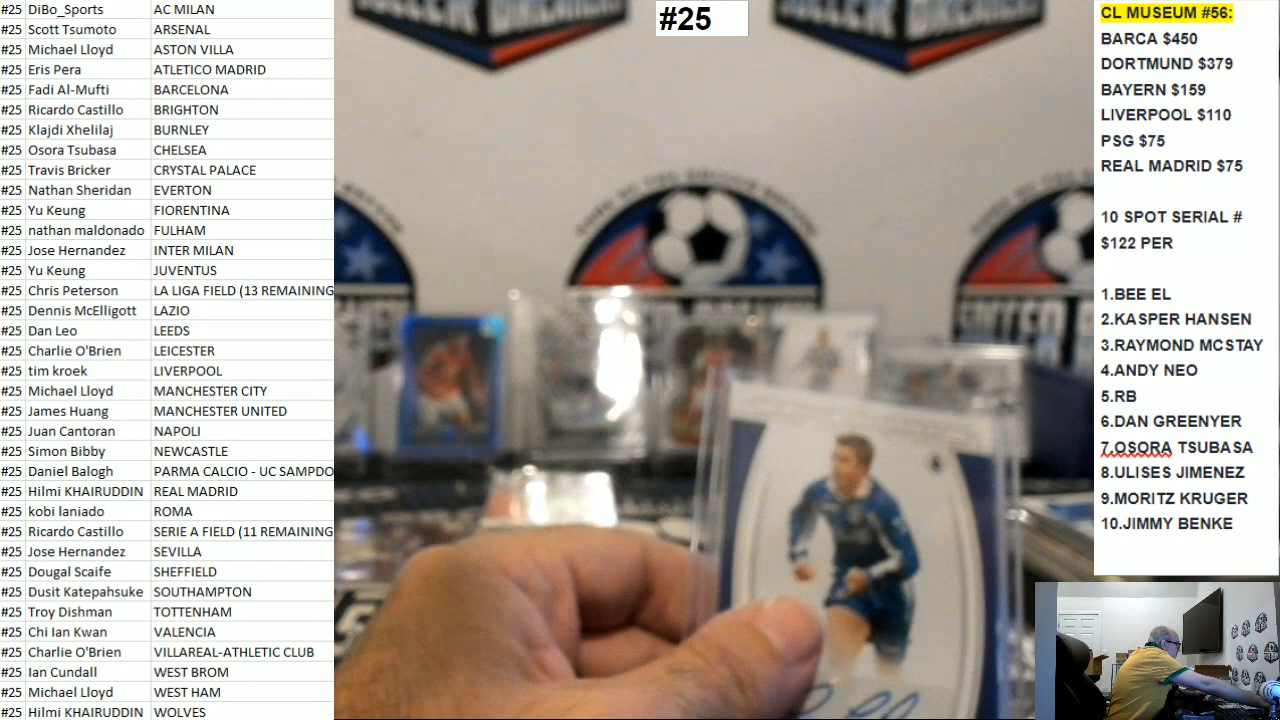 #25 DiBo_Sports AC MILAN
#25 Scott Tsumoto ARSENAL
#25 Michael Lloyd ASTON VILLA
#25 Eris Pera ATLETICO MADRID
#25 Fadi Al-Mufti BARCELONA
#25 Ricardo Castillo BRIGHTON
#25 Klajdi Xhelilaj BURNLEY
#25 Osora Tsubasa CHELSEA
#25 Travis Bricker CRYSTAL PALACE
#25 Nathan Sheridan EVERTON
#25 Yu Keung FIORENTINA
#25 nathan maldonado FULHAM
#25 Jose Hernandez INTER MILAN
#25 Yu Keung JUVENTUS
#25 Chris Peterson LA LIGA FIELD (13 REMAINING
#25 Dennis McElligott LAZIO
#25 Dan Leo LEEDS
#25 Charlie O'Brien LEICESTER
#25 tim kroek LIVERPOOL
#25 Michael Lloyd MANCHESTER CITY
#25 James Huang MANCHESTER UNITED
#25 Juan Cantoran NAPOLI
#25 Simon Bibby NEWCASTLE
#25 Daniel Balogh PARMA CALCIO - UC SAMPDO
#25 Hilmi KHAIRUDDIN REAL MADRID
#25 kobi laniado ROMA
#25 Ricardo Castillo SERIE A FIELD (11 REMAINING
#25 Jose Hernandez SEVILLA
#25 Dougal Scaife SHEFFIELD
#25 Dusit Katepahsuke SOUTHAMPTON
#25 Troy Dishman TOTTENHAM
#25 Chi Ian Kwan VALENCIA
#25 Charlie O'Brien VILLAREAL-ATHLETIC CLUB
#25 Ian Cundall WEST BROM
#25 Michael Lloyd WEST HAM
#25 Hilmi KHAIRUDDIN WOLVES
#25
CL MUSEUM #56:
BARCA $450
DORTMUND $379
BAYERN $159
LIVERPOOL $110
PSG $75
REAL MADRID $75
10 SPOT SERIAL #
$122 PER
1.BEE EL
2.KASPER HANSEN
3.RAYMOND MCSTAY
4.ANDY NEO
5.RB
6.DAN GREENYER
7.OSORA TSUBASA
8.ULISES JIMENEZ
9.MORITZ KRUGER
10.JIMMY BENKE